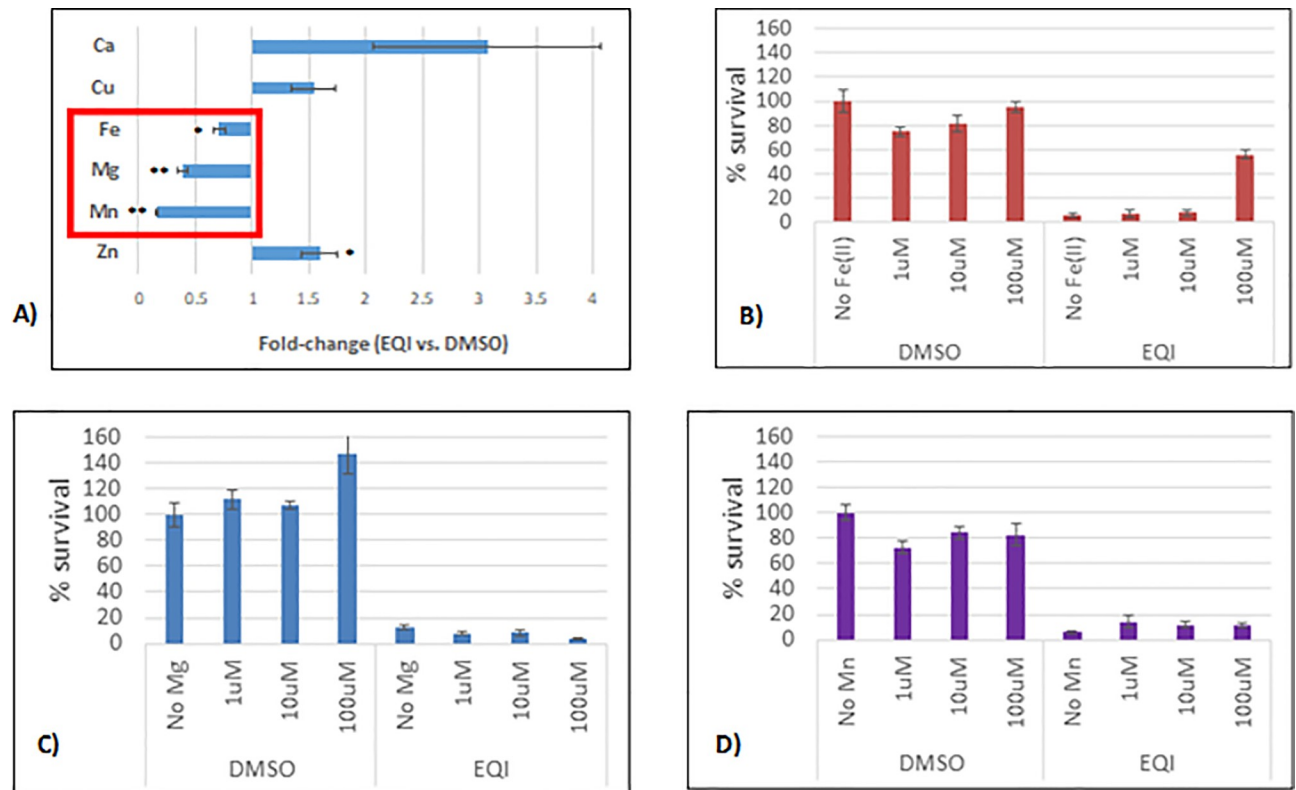 Ca
Cu
Fe
Mg
Mn
Zn
0 0.5 1 1.5 2 2.5 3 3.5 4
Fold-change (EQI vs. DMSO)
A)
160
140
120
100
80
60
40
20
0
% survival
No Fe(II) 1uM 10uM 100uM No Fe(II) 1uM 10uM 100uM
DMSO EQI
B)
160
140
120
100
80
60
40
20
0
% survival
No Mg 1uM 10uM 100uM No Mg 1uM 10uM 100uM
DMSO EQI
C)
160
140
120
100
80
60
40
20
0
% survival
No Mn 1uM 10uM 100uM No Mn 1uM 10uM 100uM
DMSO EQI
D)